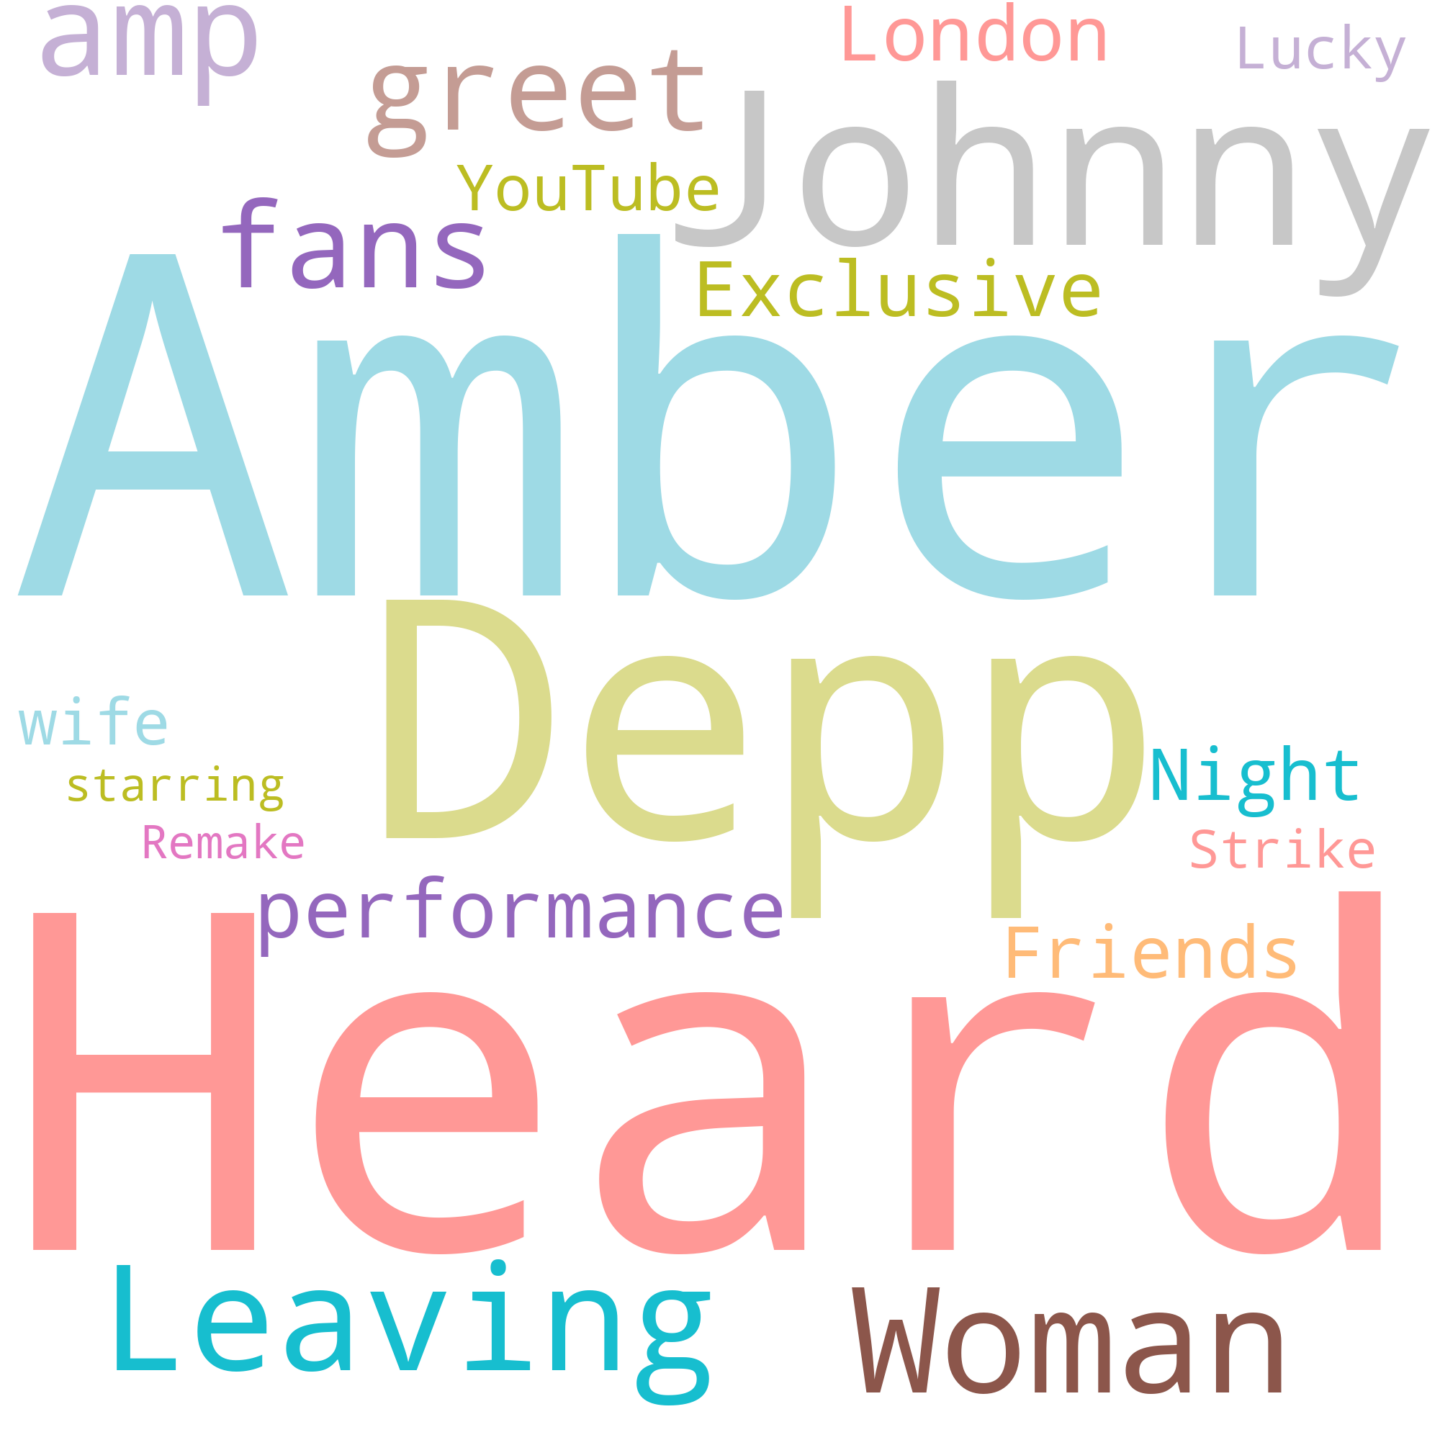 amp
London
Lucky
greet
Johnny
YouTube
fans
Exclusive
Amber
Depp
wife
Night
starring
Remake
Strike
performance
Friends
Heard
Leaving
Woman